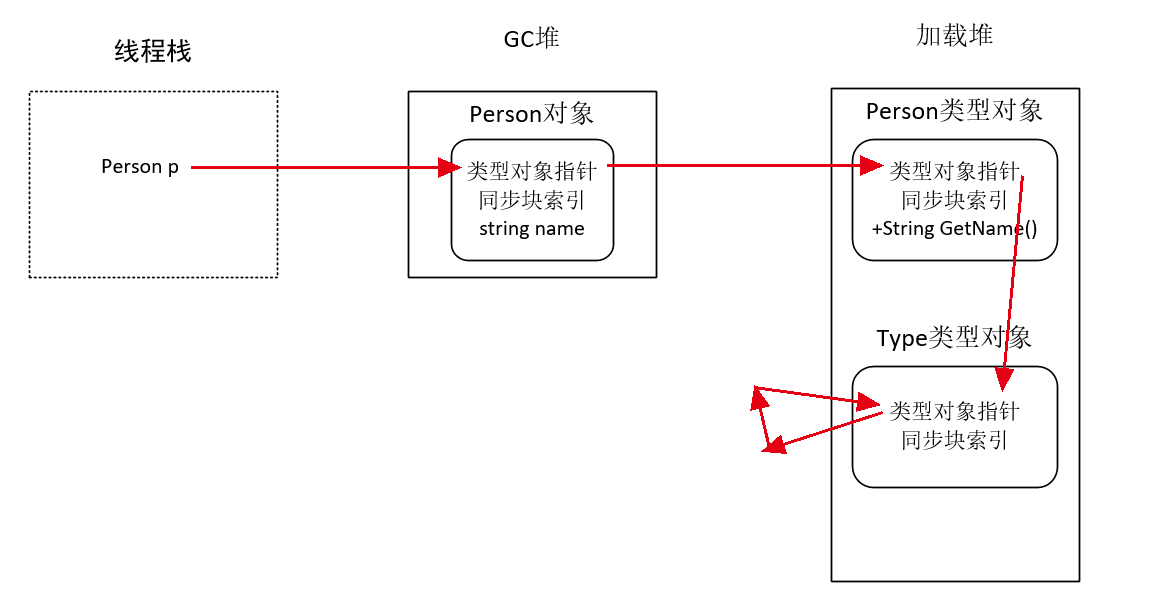 线程栈
Person p
GC堆
Person对象
类型对象指针
同步块索引
string name
加载堆
Person类型对象
类型对象指针
同步块索引
+String GetName()
Type类型对象
类型对象指针
同步块索引